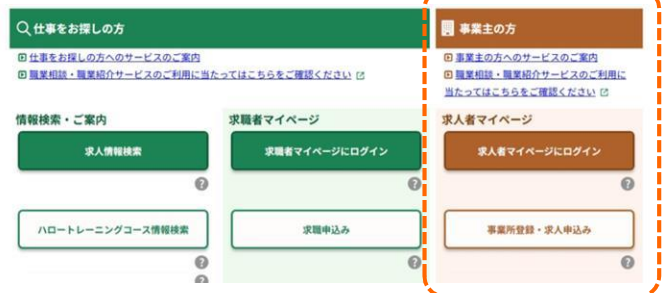 仕事をお探しの方
仕事をお探しの方へのサービスのご案内
職業相談・職業紹介サービスのご利用に当たってはこちらをご確認ください
情報検索・ご案内
求人情報検索
?
ハロートレーニングコース情報検索
?
?
求職者マイページ
求職者マイページにログイン
?
求職申込み
?
事業主の方
事業主の方へのサービスのご案内
職業相談・職業紹介サービスのご利用に
当たってはこちらをご確認ください
求人者マイページ
求人者マイページにログイン
?
事業所登録・求人申込み
?